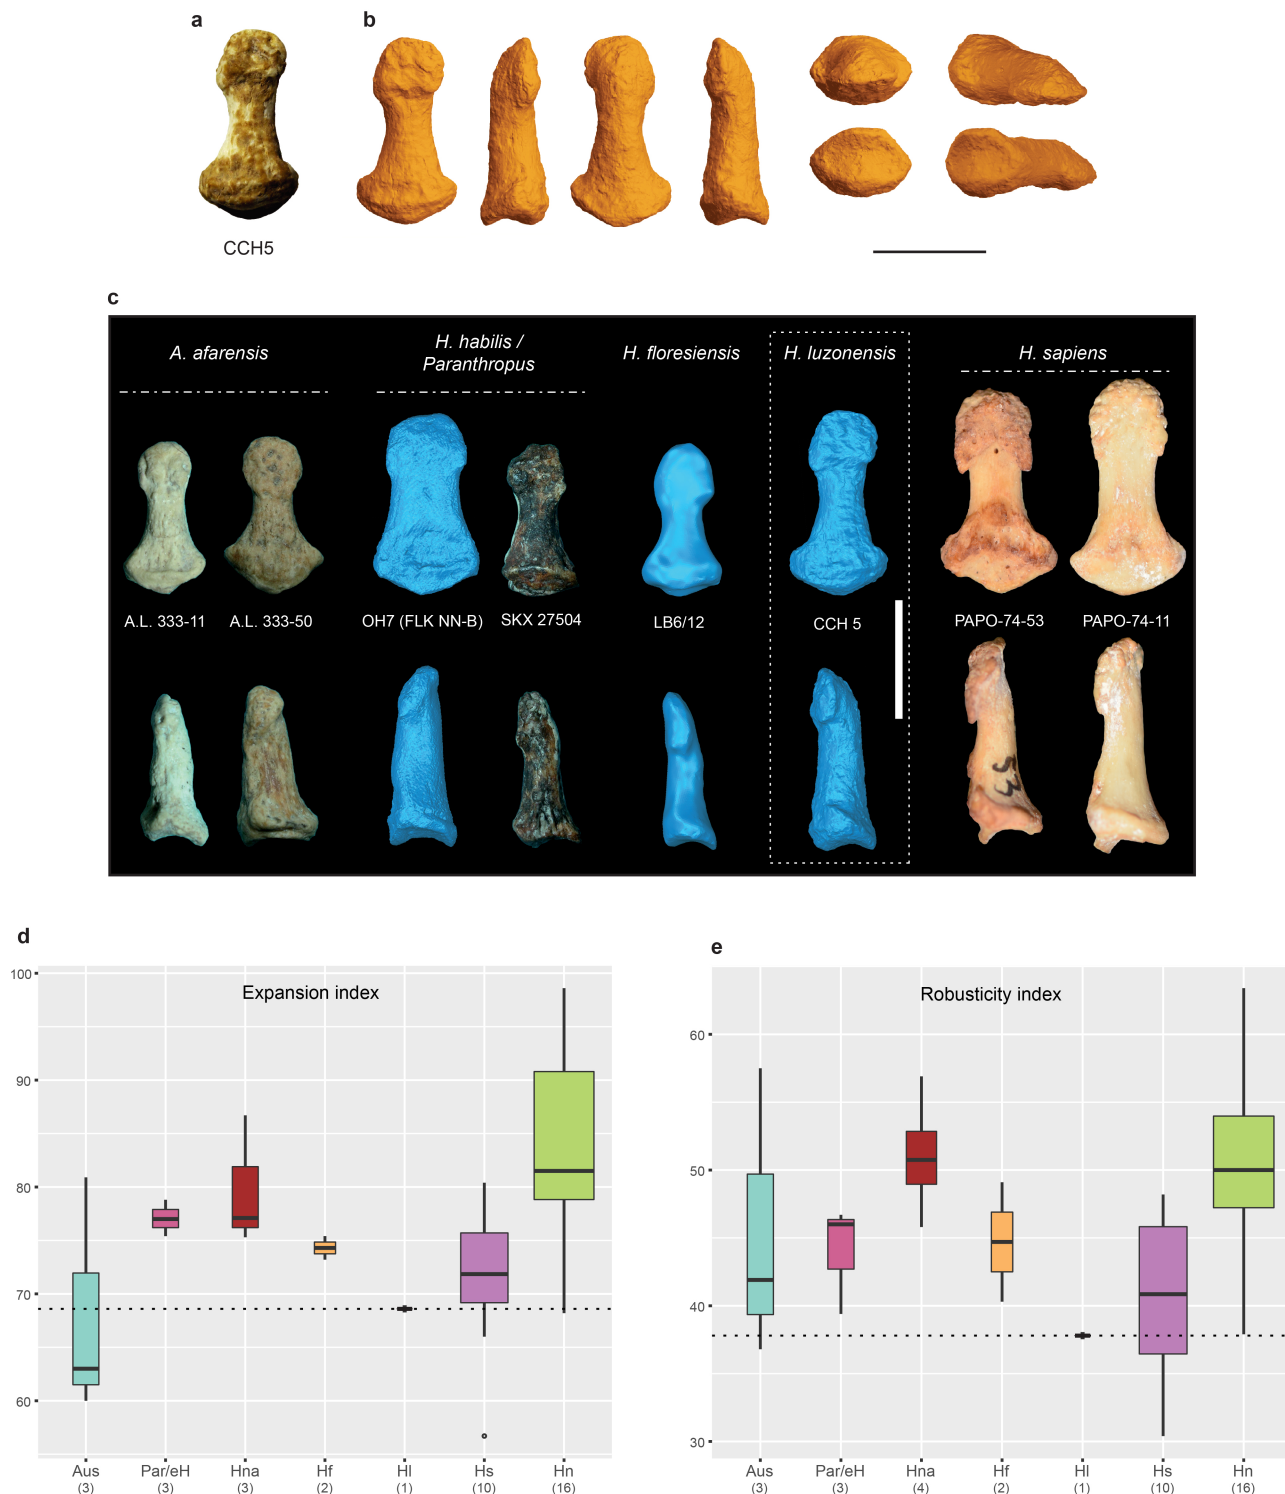 a
b
CCH5
c
A. afarensis
H. habilis /
Paranthropus
H. floresiensis
H. luzonensis
H. sapiens
A.L. 333-11
A.L. 333-50
OH7 (FLK NN-B)
SKX 27504
LB6/12
CCH 5
PAPO-74-53
PAPO-74-11
53
d
Expansion index
100
90
80
70
60
Aus
Par/eH
Hna
Hf
Hl
Hs
Hn
(3)
(3)
(3)
(2)
(1)
(10)
(16)
e
Robusticity index
60
50
40
30
Aus
Par/eH
Hna
Hf
Hl
Hs
Hn
(3)
(3)
(4)
(2)
(1)
(10)
(16)